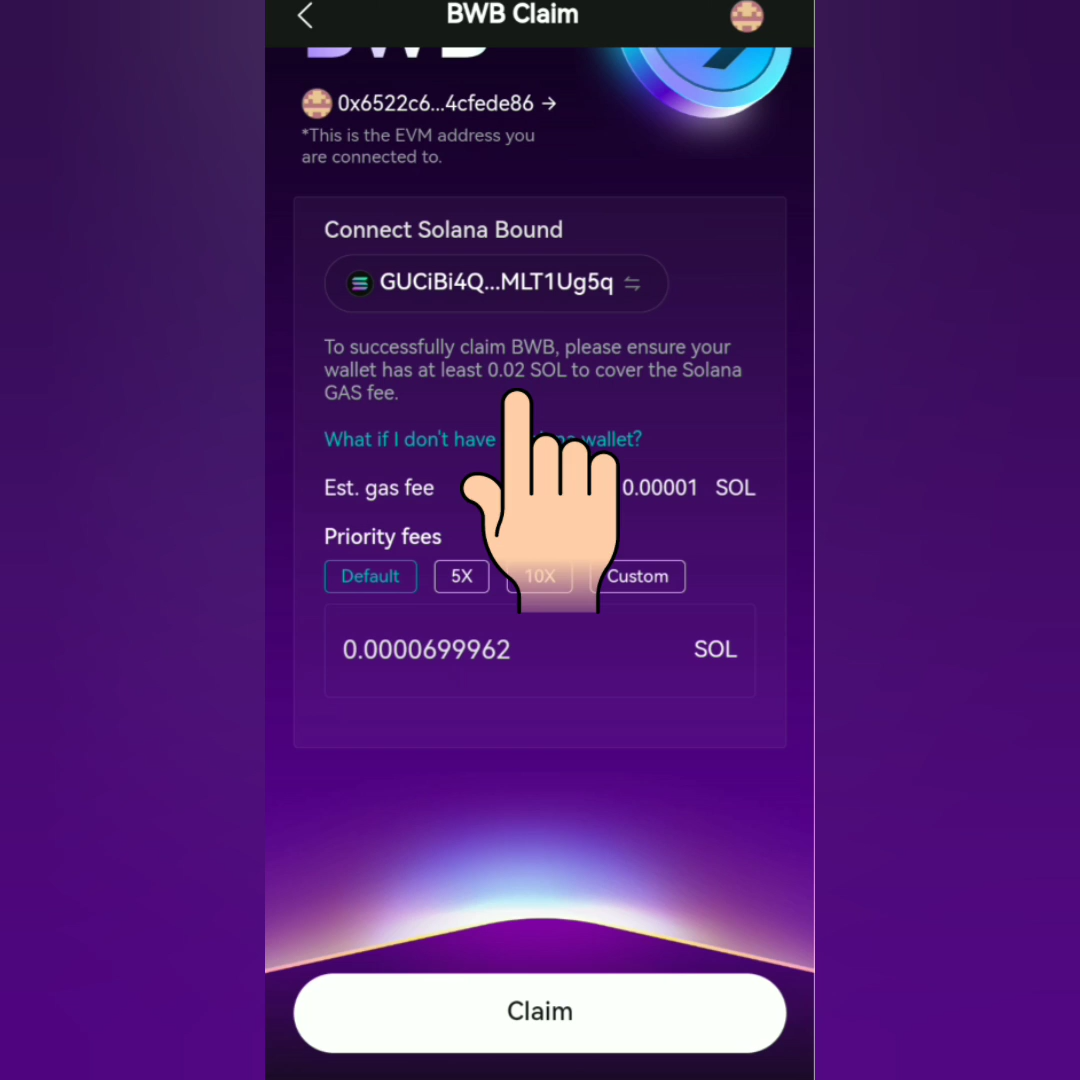 BWB Claim
BWB
0x6522c6...4cfede86 →
*This is the EVM address you
are connected to.
Connect Solana Bound
GUCiBi4Q...MLT1Ug5q
To successfully claim BWB, please ensure your
wallet has at least 0.02 SOL to cover the Solana
GAS fee.
What if I don't have wallet?
Est. gas fee 0.00001 SOL
Priority fees
Default 5X 10X Custom
0.0000699962 SOL
Claim